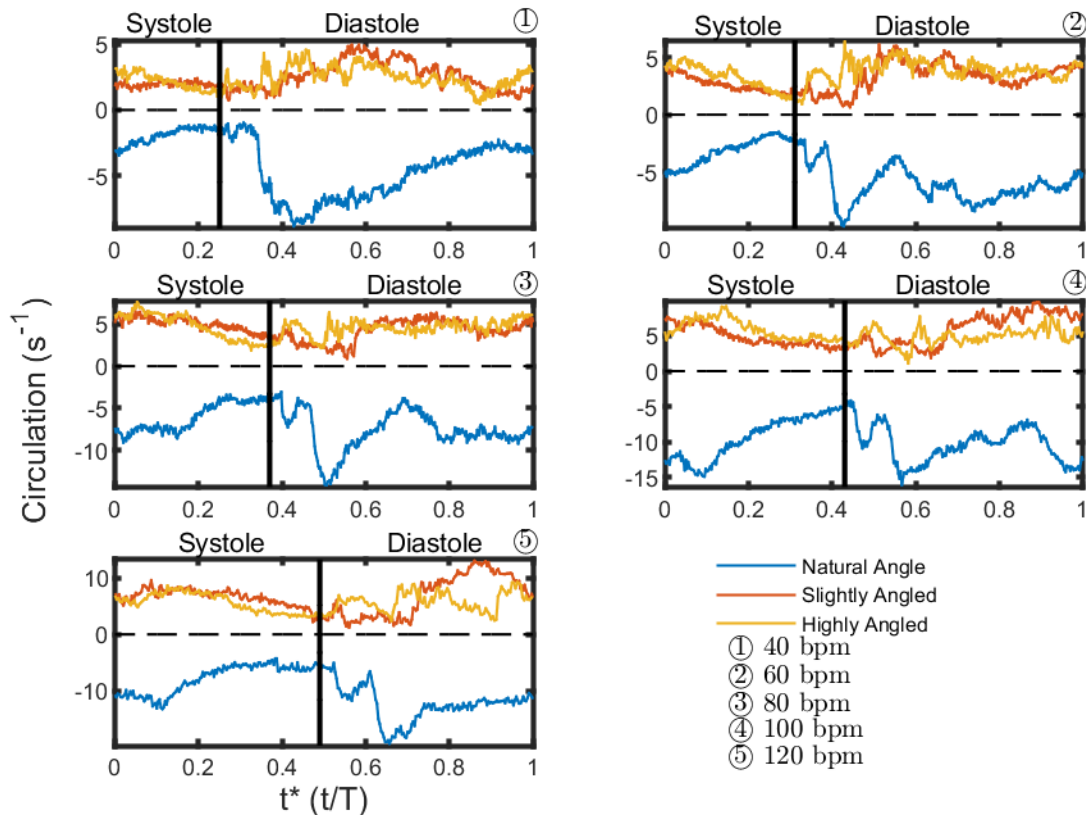 Systole Diastole ①
5
0
-5
0 0.2 0.4 0.6 0.8 1
Systole Diastole ②
5
0
-5
0 0.2 0.4 0.6 0.8 1
Systole Diastole ③
5
0
-5
-10
0 0.2 0.4 0.6 0.8 1
Systole Diastole ④
5
0
-5
-10
-15
0 0.2 0.4 0.6 0.8 1
Systole Diastole ⑤
10
0
-10
0 0.2 0.4 0.6 0.8 1
Circulation (s⁻¹)
t* (t/T)
Natural Angle
Slightly Angled
Highly Angled
① 40 bpm
② 60 bpm
③ 80 bpm
④ 100 bpm
⑤ 120 bpm